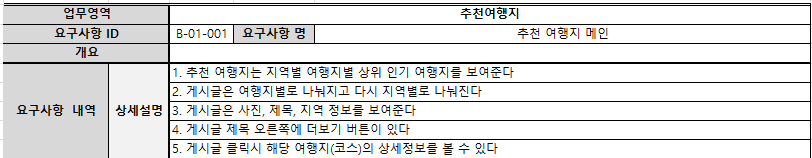 업무영역 추천여행지
요구사항 ID B-01-001 요구사항 명 추천 여행지 메인
개요
요구사항 내역 상세설명
1. 추천 여행지는 지역별 여행지별 상위 인기 여행지를 보여준다
2. 게시글은 여행지별로 나눠지고 다시 지역별로 나눠진다
3. 게시글은 사진, 제목, 지역 정보를 보여준다
4. 게시글 제목 오른쪽에 더보기 버튼이 있다
5. 게시글 클릭시 해당 여행지(코스)의 상세정보를 볼 수 있다